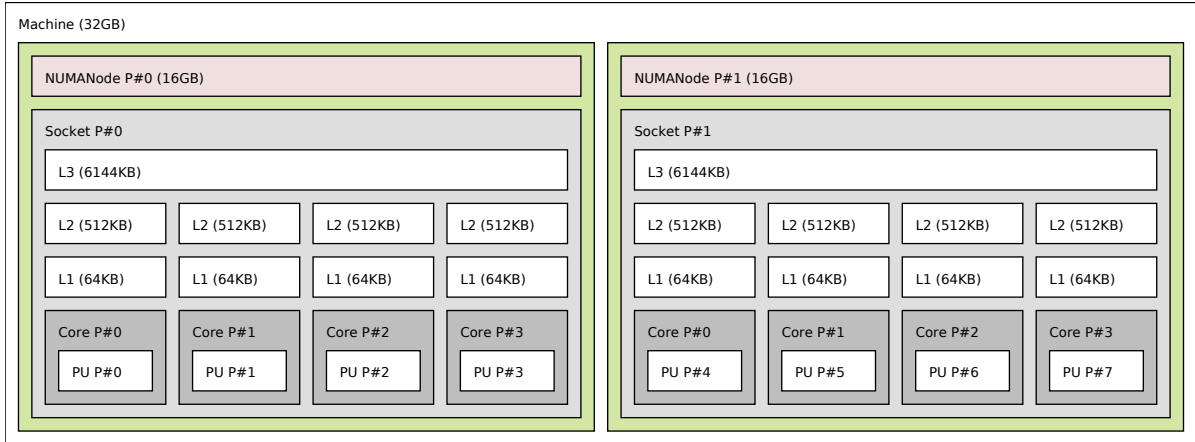 Machine (32GB)
NUMANode P#0 (16GB)
Socket P#0
L3 (6144KB)
L2 (512KB) L2 (512KB) L2 (512KB) L2 (512KB)
L1 (64KB) L1 (64KB) L1 (64KB) L1 (64KB)
Core P#0 Core P#1 Core P#2 Core P#3
PU P#0 PU P#1 PU P#2 PU P#3
NUMANode P#1 (16GB)
Socket P#1
L3 (6144KB)
L2 (512KB) L2 (512KB) L2 (512KB) L2 (512KB)
L1 (64KB) L1 (64KB) L1 (64KB) L1 (64KB)
Core P#0 Core P#1 Core P#2 Core P#3
PU P#4 PU P#5 PU P#6 PU P#7